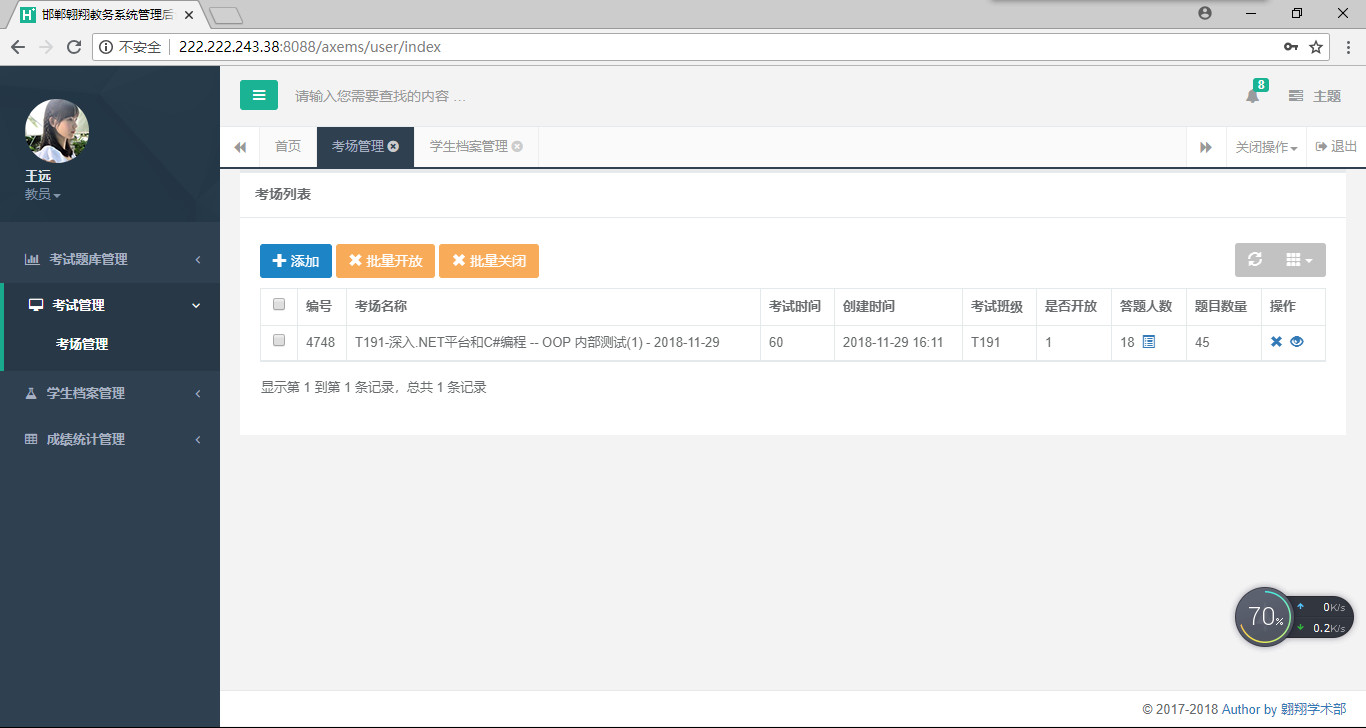 邯郸翱翔教务系统管理后
不安全 222.222.243.38:8088/axems/user/index
王远
教员
请输入您需要查找的内容 …
8
主题
首页 考场管理 学生档案管理 关闭操作 退出
考试题库管理
考试管理
考场管理
学生档案管理
成绩统计管理
考场列表
添加 批量开放 批量关闭
编号 考场名称 考试时间 创建时间 考试班级 是否开放 答题人数 题目数量 操作
4748 T191-深入.NET平台和C#编程 -- OOP 内部测试(1) - 2018-11-29 60 2018-11-29 16:11 T191 1 18 45
显示第 1 到第 1 条记录，总共 1 条记录
70% 0K/s
0.2K/s
© 2017-2018 Author by 翱翔学术部